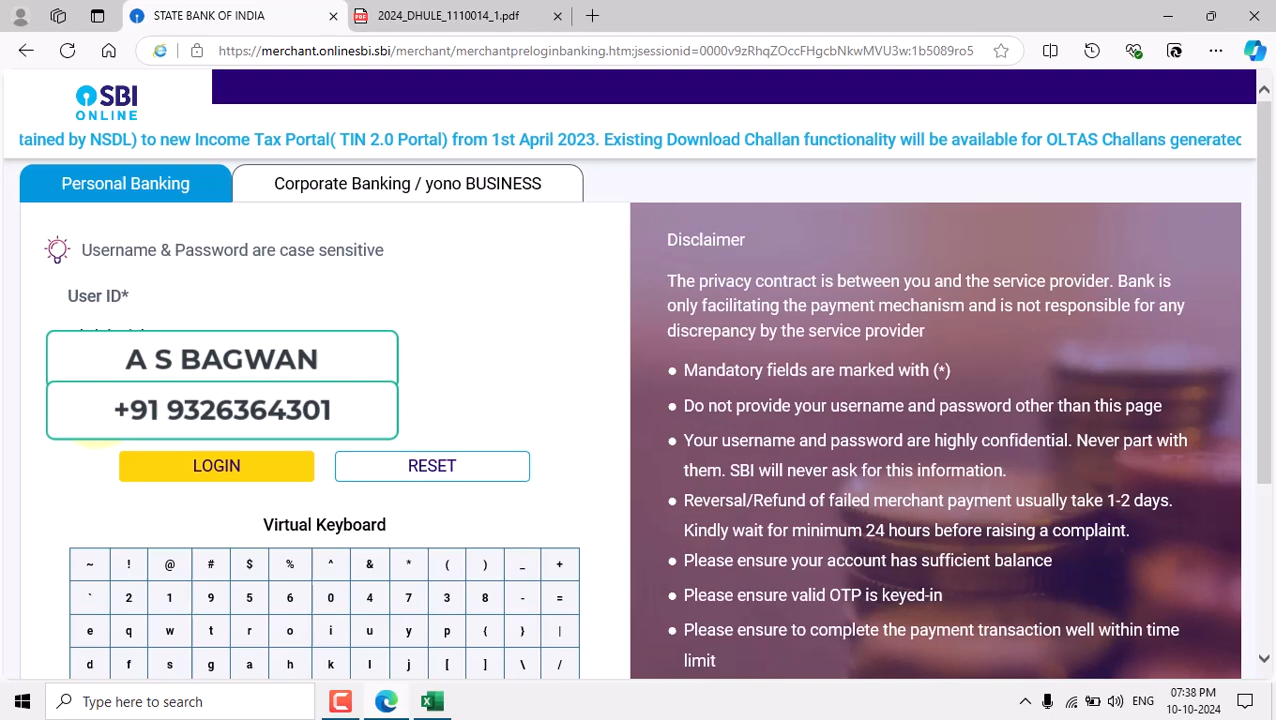 STATE BANK OF INDIA
2024_DHULE_1110014_1.pdf
https://merchant.onlinesbi.sbi/merchant/merchantpreloginbanking.htm;jsessionid=0000v9zRhqZOccFHgcbNkwMVU3w:1b5089ro5
SBI
ONLINE
tained by NSDL) to new Income Tax Portal( TIN 2.0 Portal) from 1st April 2023. Existing Download Challan functionality will be available for OLTAS Challans generated
Personal Banking
Corporate Banking / yono BUSINESS
Username & Password are case sensitive
User ID*
A S BAGWAN
+91 9326364301
LOGIN
RESET
Virtual Keyboard
~ ! @ # $ % ^ & * ( ) _ +
` 2 1 9 5 6 0 4 7 3 8 - =
e q w t r o i u y p { } |
d f s g a h k l j [ ] \ /
Disclaimer
The privacy contract is between you and the service provider. Bank is
only facilitating the payment mechanism and is not responsible for any
discrepancy by the service provider
● Mandatory fields are marked with (*)
● Do not provide your username and password other than this page
● Your username and password are highly confidential. Never part with
them. SBI will never ask for this information.
● Reversal/Refund of failed merchant payment usually take 1-2 days.
Kindly wait for minimum 24 hours before raising a complaint.
● Please ensure your account has sufficient balance
● Please ensure valid OTP is keyed-in
● Please ensure to complete the payment transaction well within time
limit
Type here to search
ENG
07:38 PM
10-10-2024